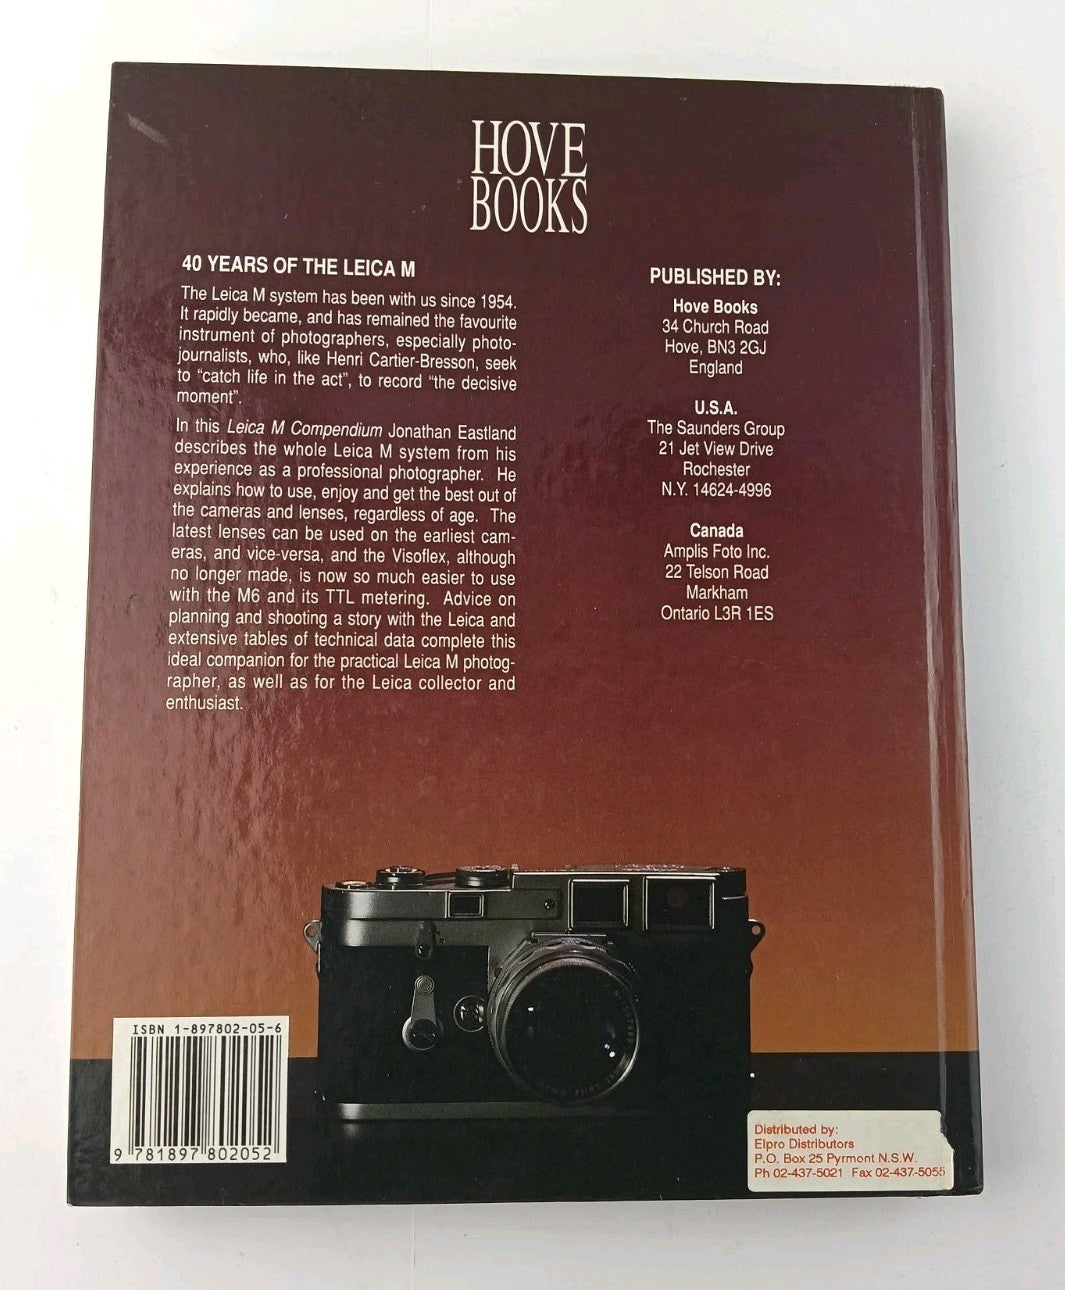 HOVE
BOOKS
40 YEARS OF THE LEICA M
The Leica M system has been with us since 1954.
It rapidly became, and has remained the favourite
instrument of photographers, especially photo-
journalists, who, like Henri Cartier-Bresson, seek
to “catch life in the act”, to record “the decisive
moment”.
In this Leica M Compendium Jonathan Eastland
describes the whole Leica M system from his
experience as a professional photographer. He
explains how to use, enjoy and get the best out of
the cameras and lenses, regardless of age. The
latest lenses can be used on the earliest cam-
eras, and vice-versa, and the Visoflex, although
no longer made, is now so much easier to use
with the M6 and its TTL metering. Advice on
planning and shooting a story with the Leica and
extensive tables of technical data complete this
ideal companion for the practical Leica M photog-
rapher, as well as for the Leica collector and
enthusiast.
PUBLISHED BY:
Hove Books
34 Church Road
Hove, BN3 2GJ
England
U.S.A.
The Saunders Group
21 Jet View Drive
Rochester
N.Y. 14624-4996
Canada
Amplis Foto Inc.
22 Telson Road
Markham
Ontario L3R 1ES
ISBN 1-897802-05-6
9 781897 802052
Distributed by:
Elpro Distributors
P.O. Box 25 Pyrmont N.S.W.
Ph 02-437-5021 Fax 02-437-5055